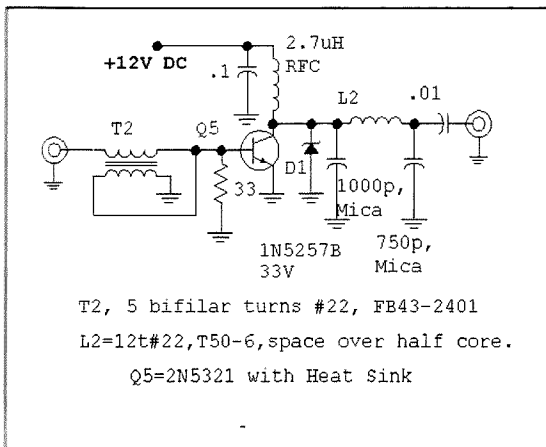 +12V DC
2.7uH
RFC
.1
L2
.01
T2
Q5
33
D1
1000p,
Mica
1N5257B
33V
750p,
Mica
T2, 5 bifilar turns #22, FB43-2401
L2=12t#22,T50-6,space over half core.
Q5=2N5321 with Heat Sink